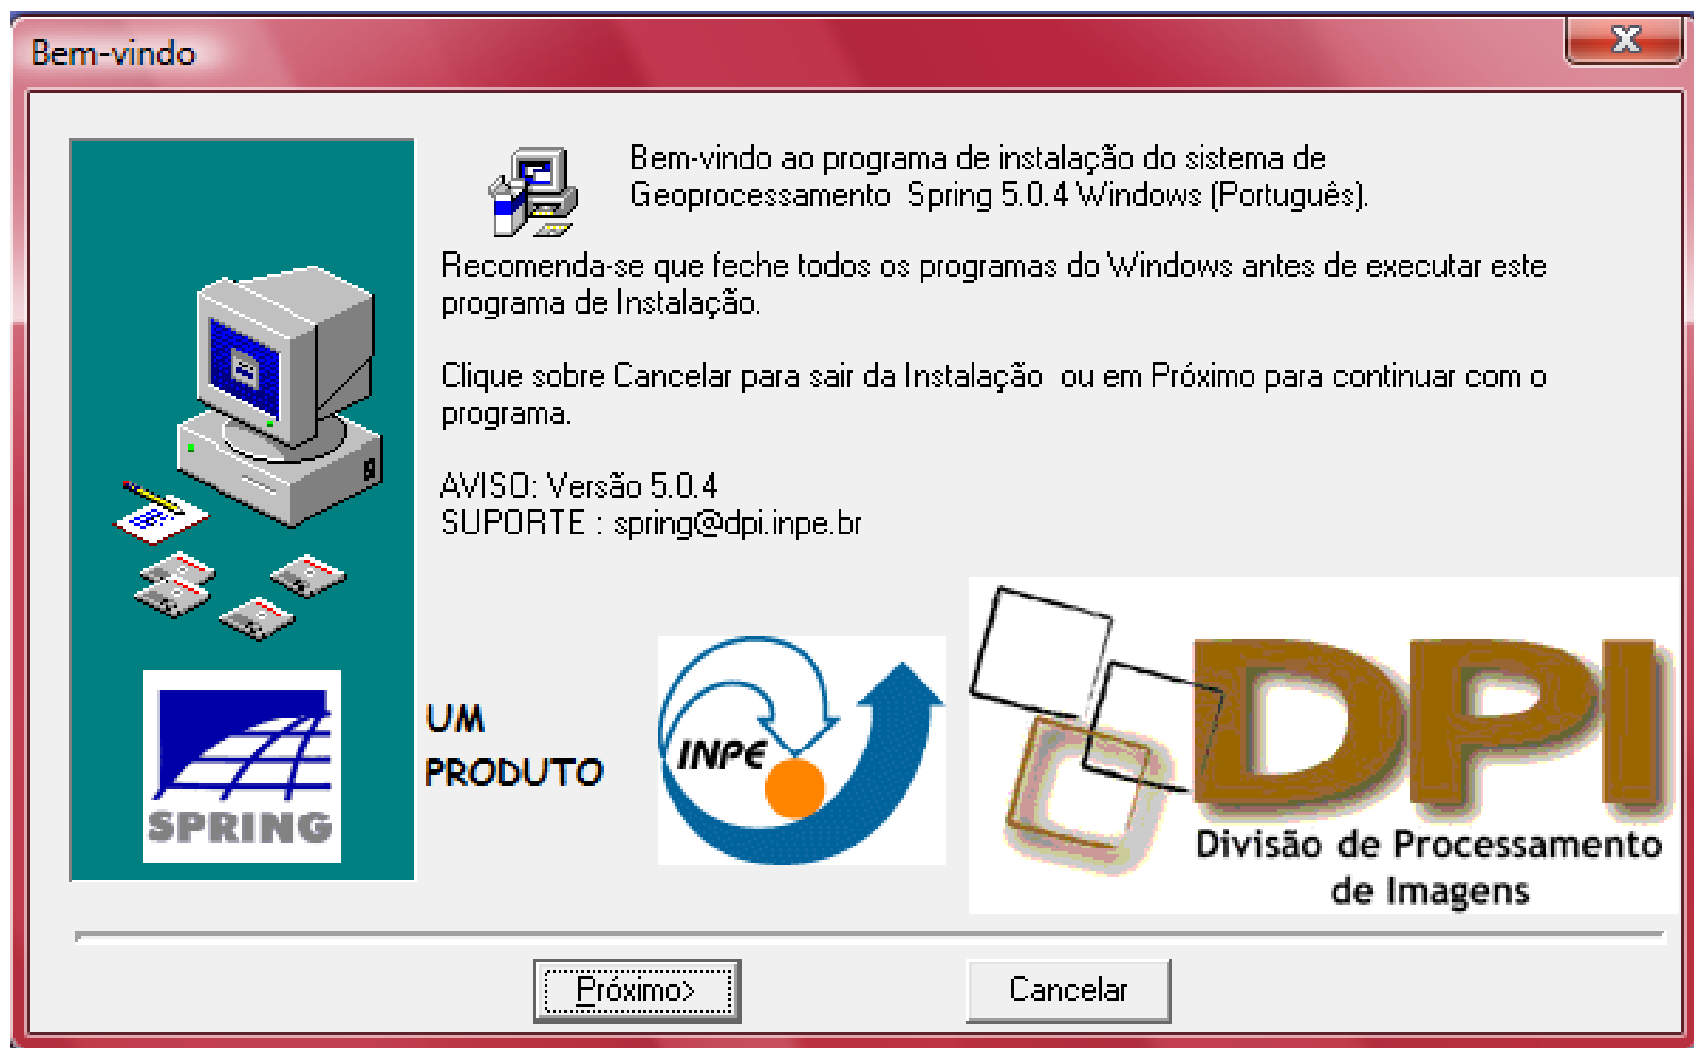 Bem-vindo
Bem-vindo ao programa de instalação do sistema de
Geoprocessamento Spring 5.0.4 Windows (Português).
Recomenda-se que feche todos os programas do Windows antes de executar este
programa de Instalação.
Clique sobre Cancelar para sair da Instalação ou em Próximo para continuar com o
programa.
AVISO: Versão 5.0.4
SUPORTE : spring@dpi.inpe.br
SPRING
UM
PRODUTO
INPE
DPI
Divisão de Processamento
de Imagens
Próximo>
Cancelar